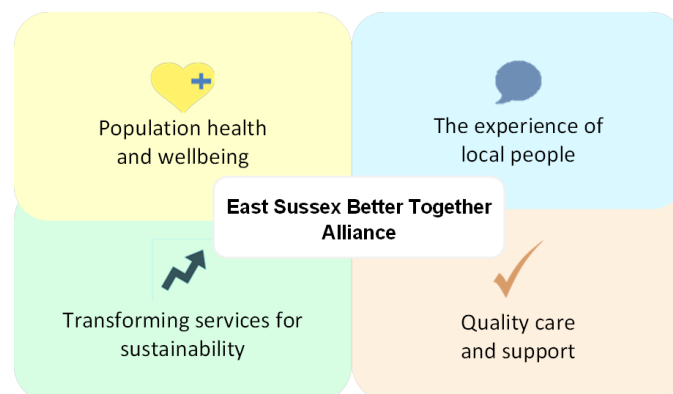 Population health
and wellbeing
The experience of
local people
East Sussex Better Together
Alliance
Transforming services for
sustainability
Quality care
and support